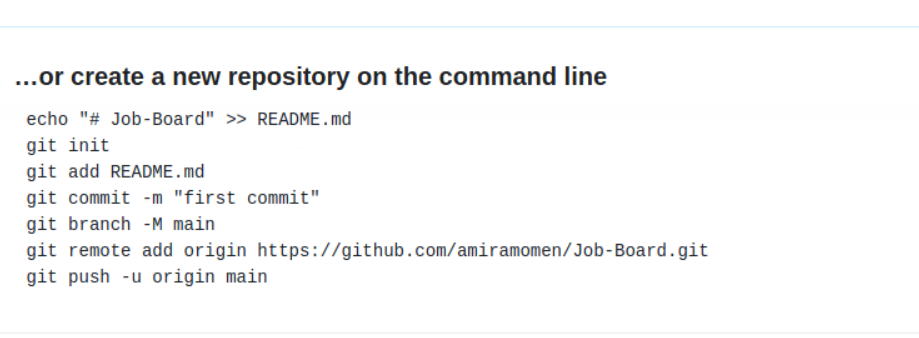 ...or create a new repository on the command line
echo "# Job-Board" >> README.md
git init
git add README.md
git commit -m "first commit"
git branch -M main
git remote add origin https://github.com/amiramomen/Job-Board.git
git push -u origin main